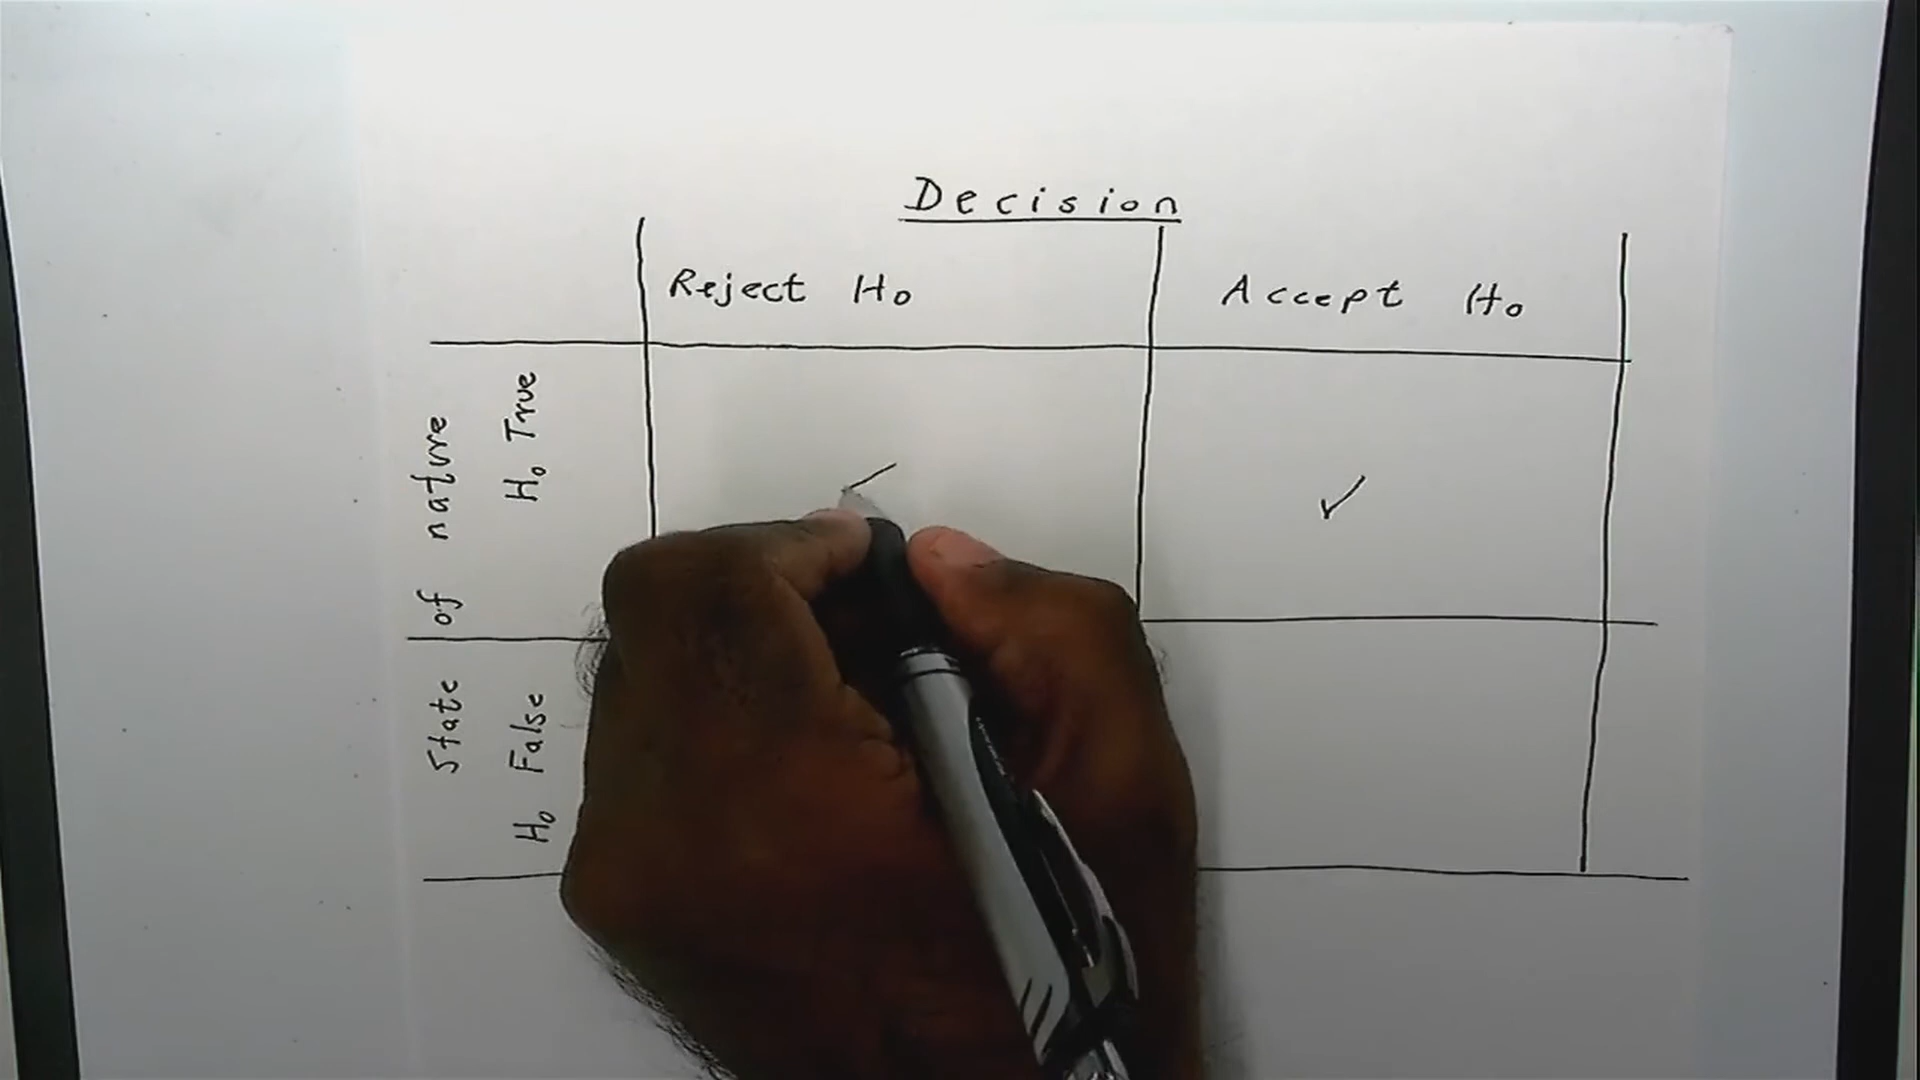 Decision
Reject Ho Accept Ho
State of nature
Ho True
✓
Ho False